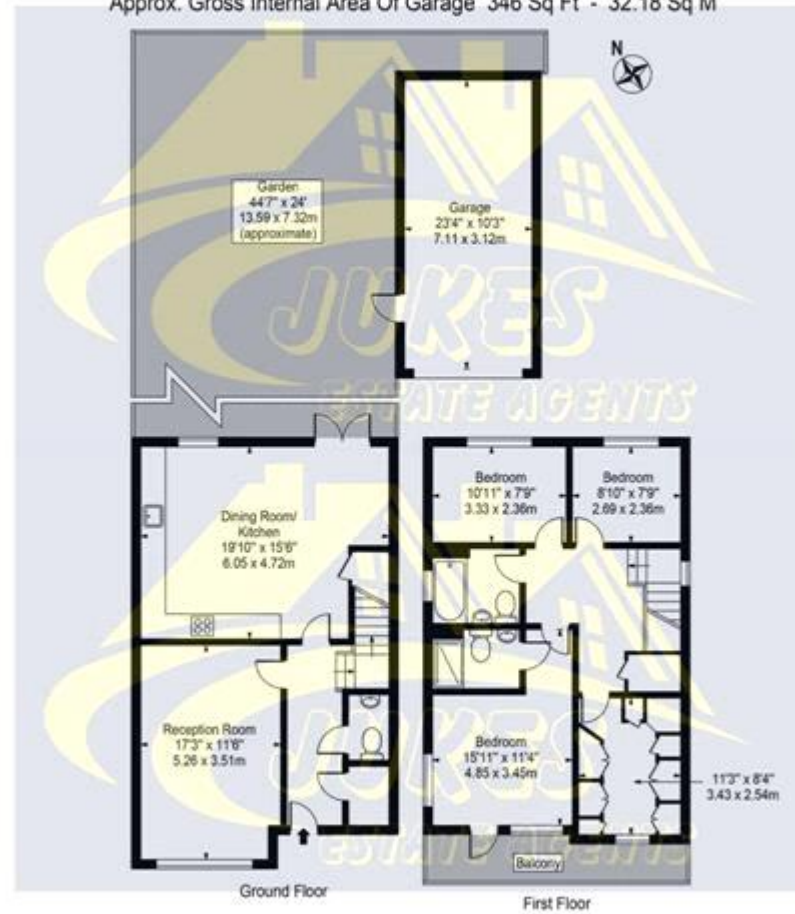 Approx. Gross Internal Area Of Garage 346 Sq Ft - 32.18 Sq M
N
Garden
44'7" x 24'
13.59 x 7.32m
(approximate)
Garage
23'4" x 10'3"
7.11 x 3.12m
JUKES
ESTATE AGENTS
Dining Room/
Kitchen
19'10" x 15'6"
6.05 x 4.72m
Bedroom
10'11" x 7'9"
3.33 x 2.36m
Bedroom
8'10" x 7'9"
2.69 x 2.36m
Reception Room
17'3" x 11'6"
5.26 x 3.51m
Bedroom
15'11" x 11'4"
4.85 x 3.45m
11'3" x 8'4"
3.43 x 2.54m
JUKES
ESTATE AGENTS
Balcony
Ground Floor
First Floor